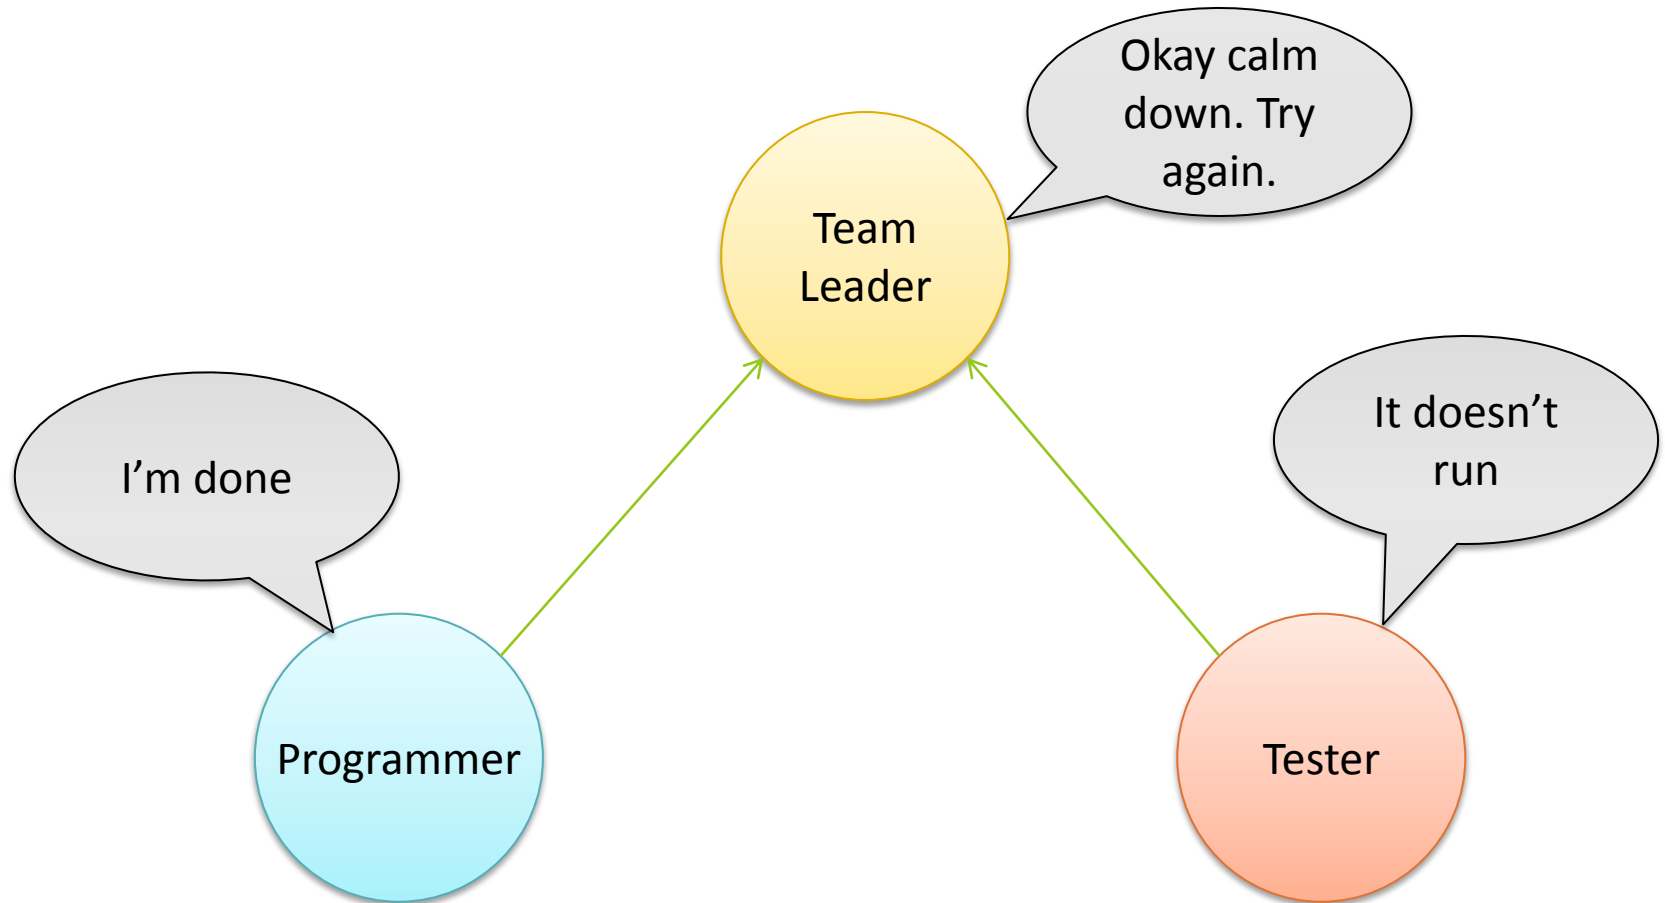 Okay calm
down. Try
again.
Team
Leader
I’m done
It doesn’t
run
Programmer
Tester